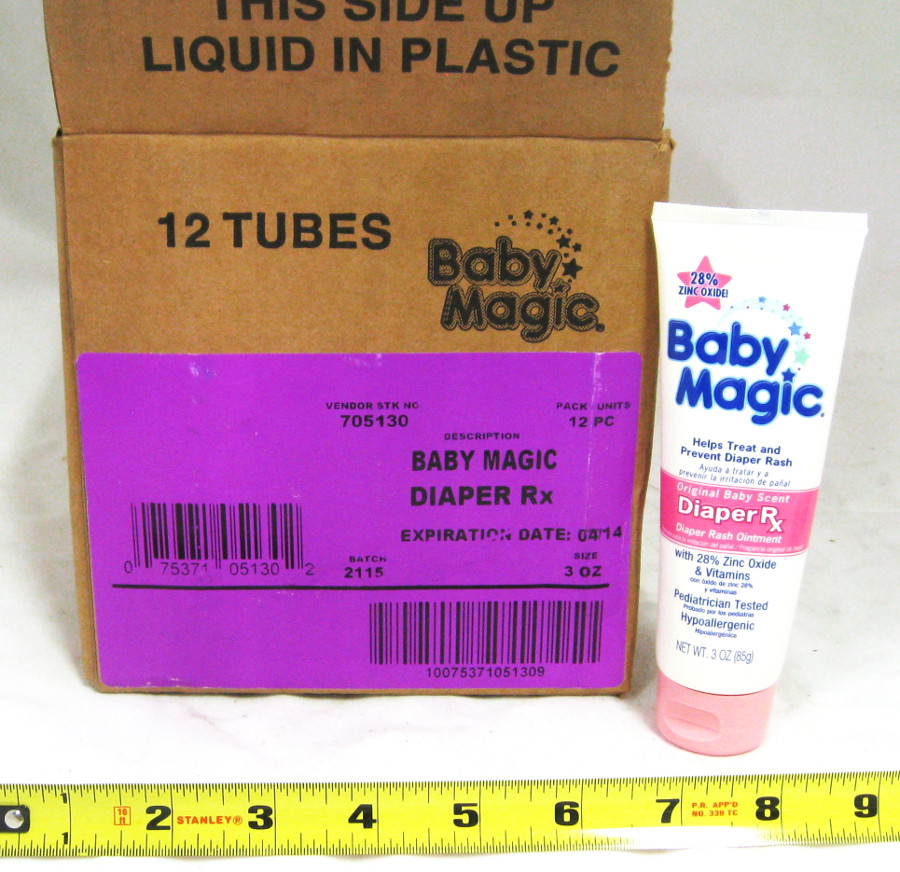 THIS SIDE UP
LIQUID IN PLASTIC
12 TUBES
Baby
Magic
VENDOR STK NO
705130
PACK UNITS
12 PC
DESCRIPTION
BABY MAGIC
DIAPER Rx
EXPIRATION DATE: 04/14
BATCH
2115
SIZE
3 OZ
0 75371 05130 2
10075371051309
28%
ZINC OXIDE!
Baby
Magic
Helps Treat and
Prevent Diaper Rash
Ayuda a tratar y a
prevenir la irritación de pañal
Original Baby Scent
Diaper Rx
Diaper Rash Ointment
with 28% Zinc Oxide
& Vitamins
con óxido de zinc 28%
y vitaminas
Pediatrician Tested
Probado por los pediatras
Hypoallergenic
Hipoalergénica
NET WT. 3 OZ (85g)
1 16 ft 2 STANLEY® 3 4 5 6 7 P.R. APP'D 8 9
NO. 339 TC